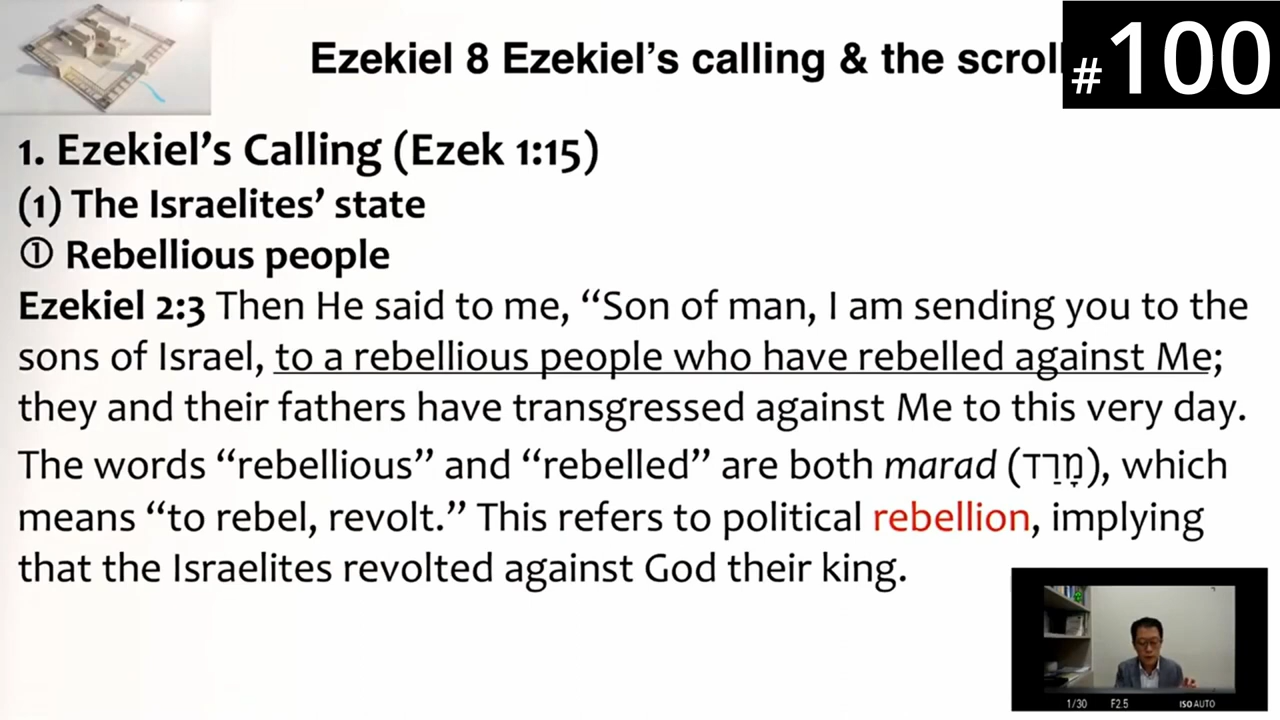 Ezekiel 8 Ezekiel’s calling & the scroll
#100
1. Ezekiel’s Calling (Ezek 1:15)
(1) The Israelites’ state
① Rebellious people
Ezekiel 2:3 Then He said to me, “Son of man, I am sending you to the
sons of Israel, to a rebellious people who have rebelled against Me;
they and their fathers have transgressed against Me to this very day.
The words “rebellious” and “rebelled” are both marad (מָרַד), which
means “to rebel, revolt.” This refers to political rebellion, implying
that the Israelites revolted against God their king.
1/30 F2.5 ISO AUTO